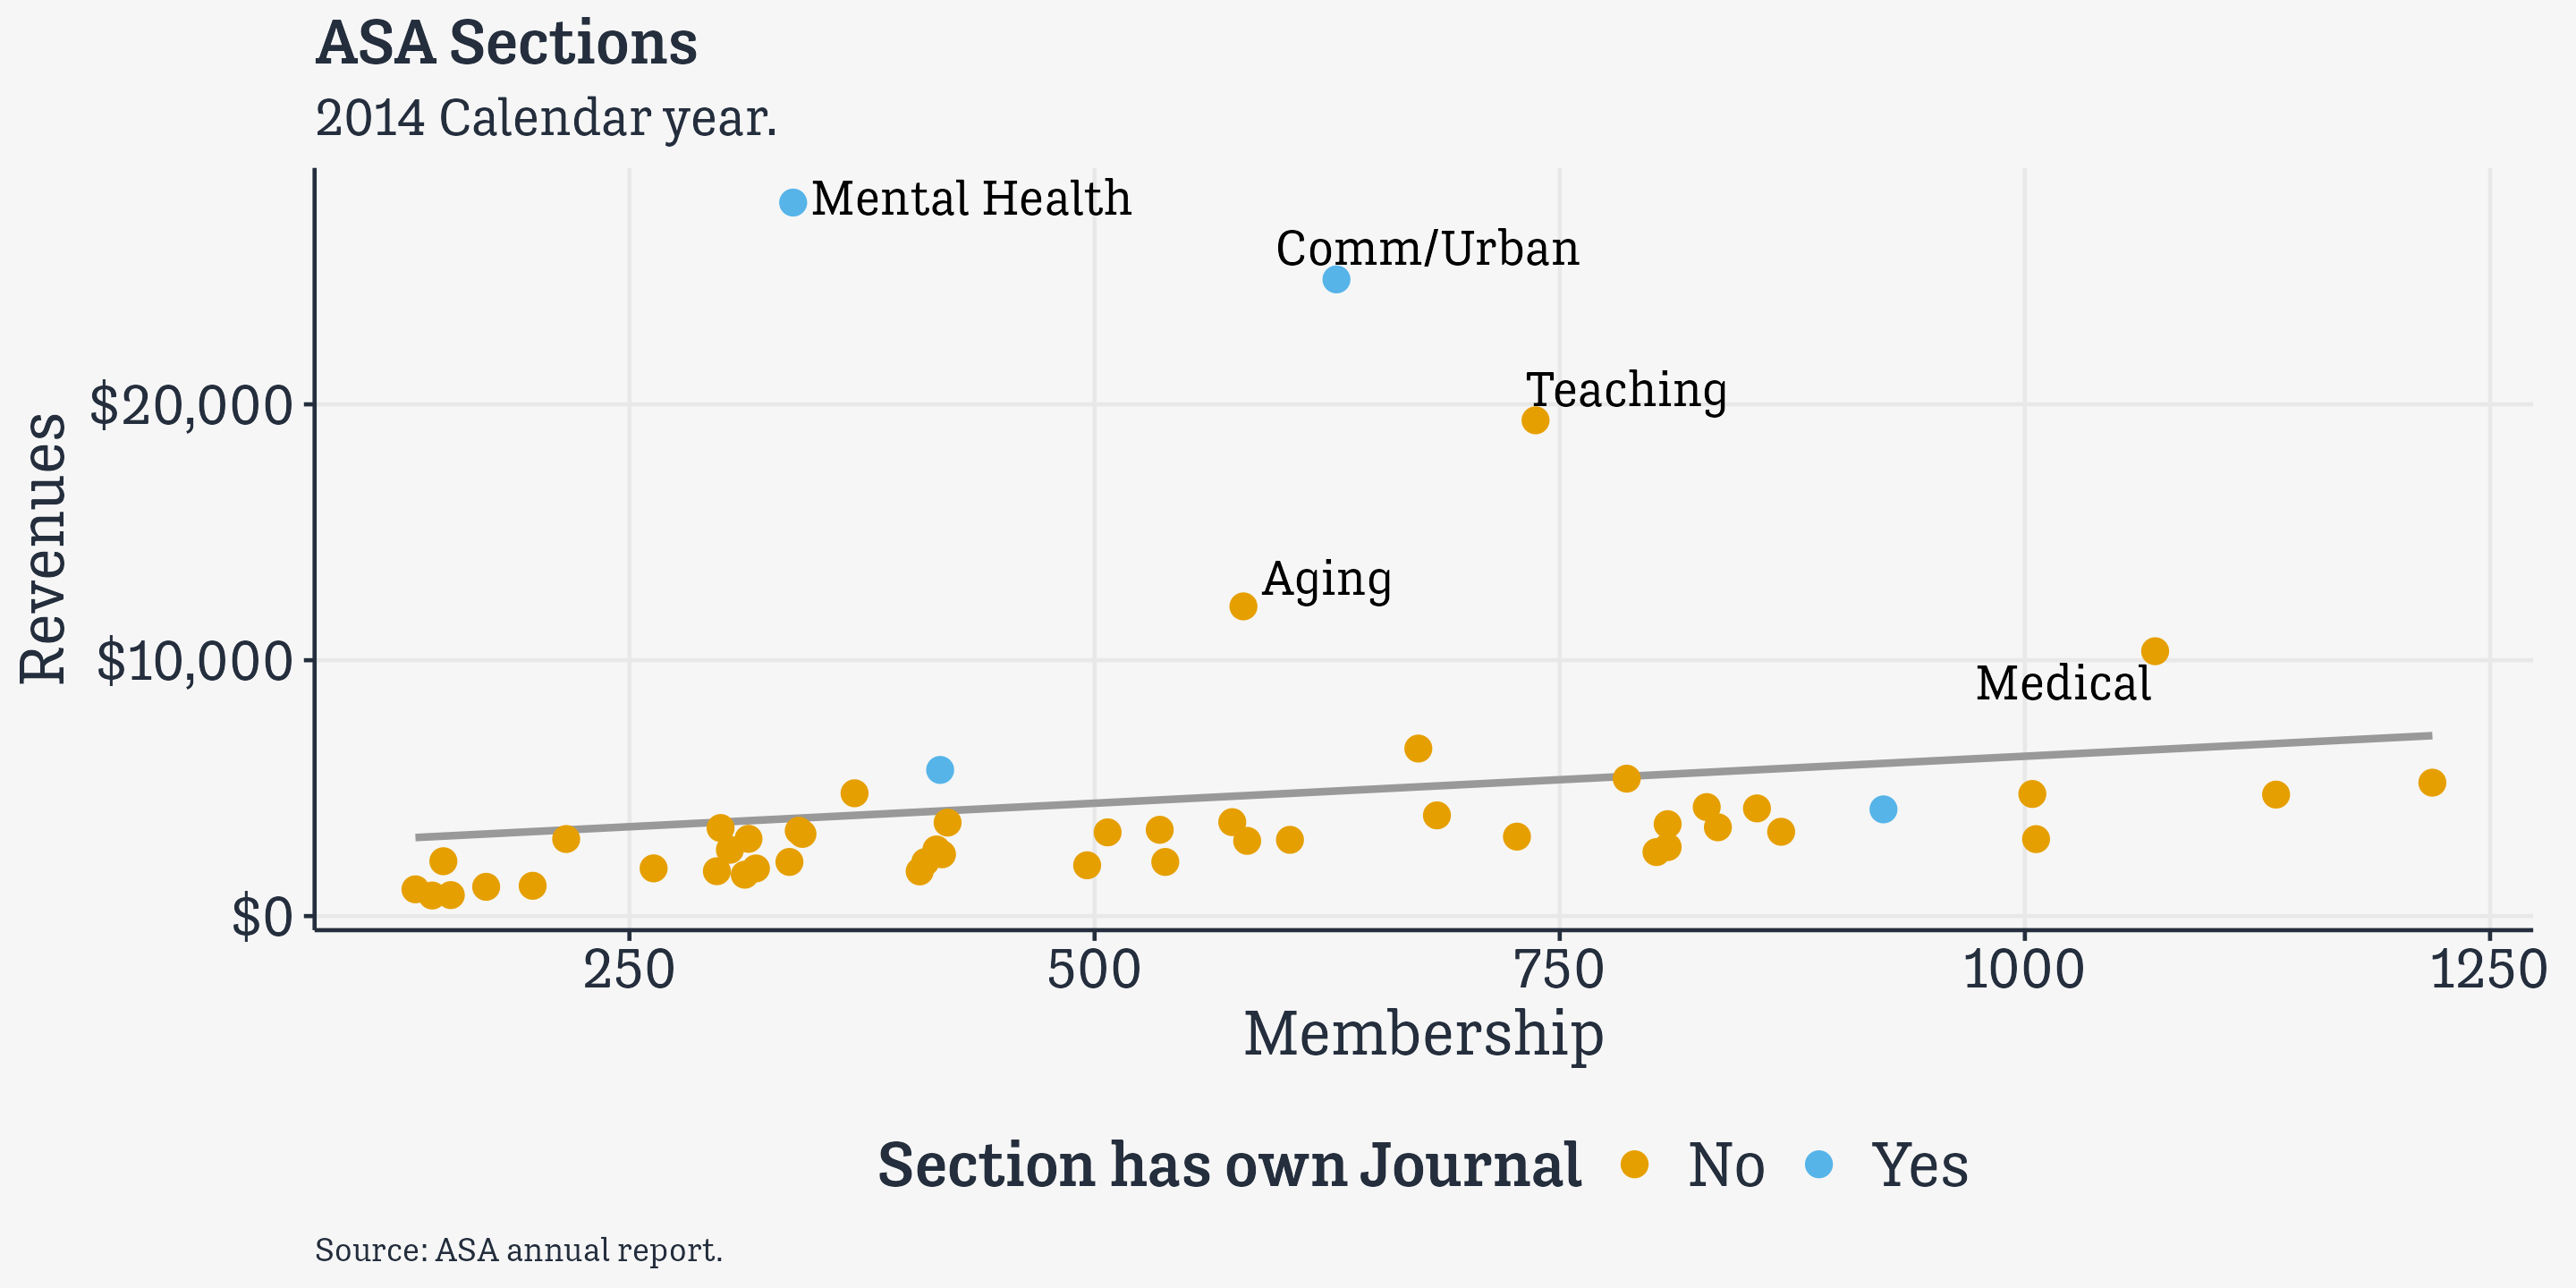 ASA Sections
2014 Calendar year.
Mental Health
Comm/Urban
Teaching
Aging
Medical
Revenues
$20,000
$10,000
$0
250 500 750 1000 1250
Membership
Section has own Journal No Yes
Source: ASA annual report.